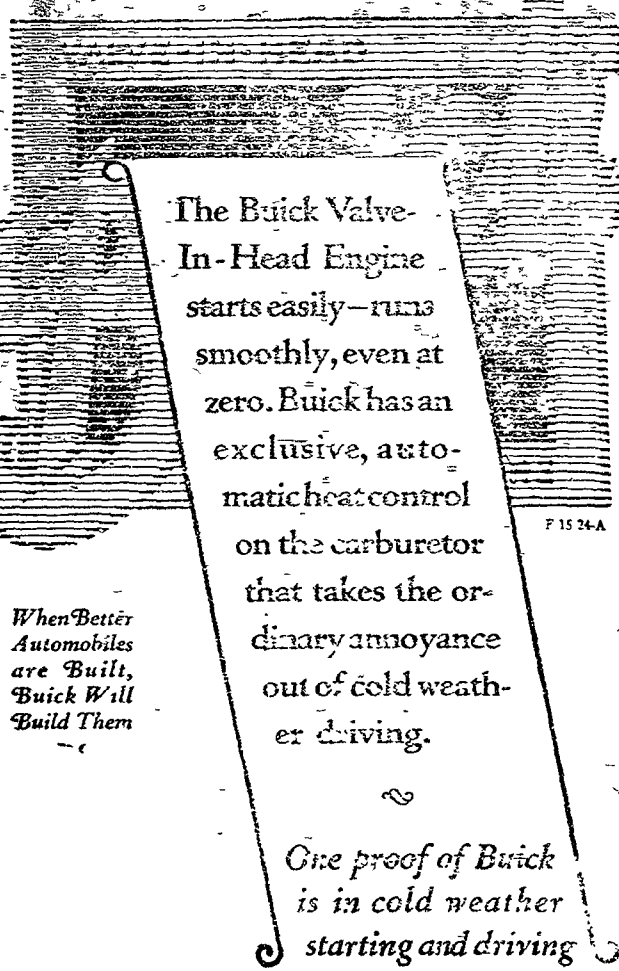 The Buick Valve-
In-Head Engine
starts easily—runs
smoothly, even at
zero. Buick has an
exclusive, auto-
matic heat control
on the carburetor
that takes the or-
dinary annoyance
out of cold weath-
er driving.
One proof of Buick
is in cold weather
starting and driving
F 15 24-A
When Better
Automobiles
are Built,
Buick Will
Build Them